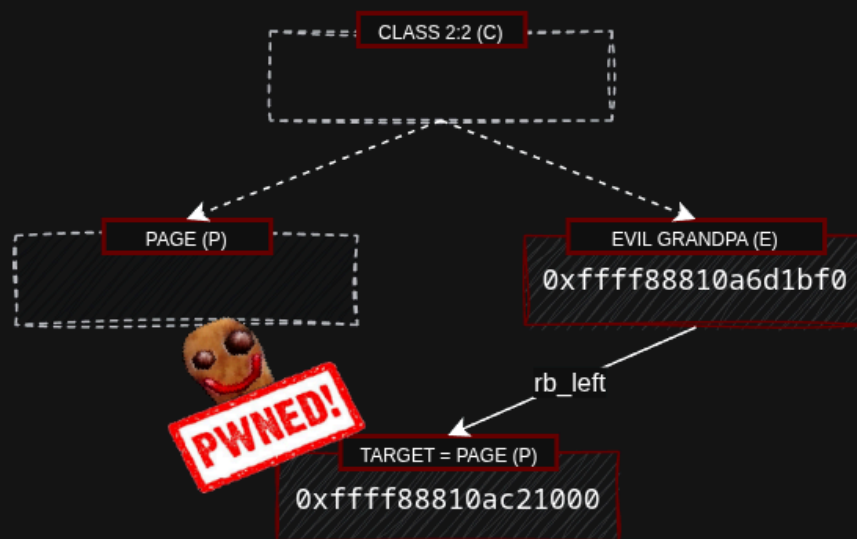 CLASS 2:2 (C)
PAGE (P)
EVIL GRANDPA (E)
0xffff88810a6d1bf0
rb_left
PWNED!
TARGET = PAGE (P)
0xffff88810ac21000